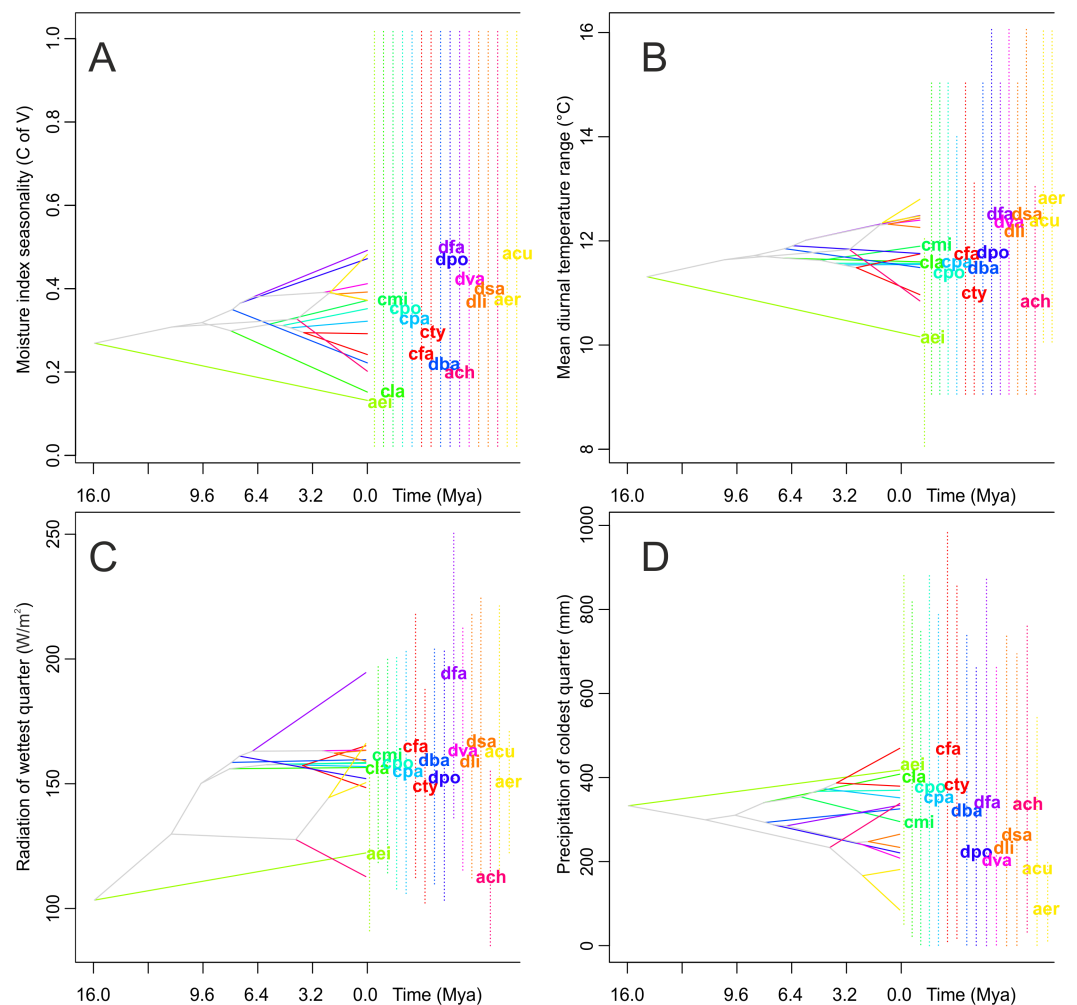 A
Moisture index seasonality (C of V)
1.0
0.8
0.6
0.4
0.2
0.0
dfa
dpo
acu
dva
dsa
cmi
dli
aer
cpo
cpa
cty
cfa
dba
ach
cla
aei
16.0 9.6 6.4 3.2 0.0 Time (Mya)
B
Mean diurnal temperature range (°C)
16
14
12
10
8
aer
dfa dsa
dva acu
dli
cmi
cfa dpo
cla cpa dba
cpo
cty
ach
aei
16.0 9.6 6.4 3.2 0.0 Time (Mya)
C
Radiation of wettest quarter (W/m²)
250
200
150
100
dfa
cfa dsa
cmi dva acu
cpo dba dli
cla cpa
dpo acu
cty
aei
ach
16.0 9.6 6.4 3.2 0.0 Time (Mya)
D
Precipitation of coldest quarter (mm)
1000
800
600
400
200
0
cfa
aei
cla
cpo cty
cpa
dfa ach
dba
cmi
dsa
dli
dpo
dva
acu
aer
16.0 9.6 6.4 3.2 0.0 Time (Mya)